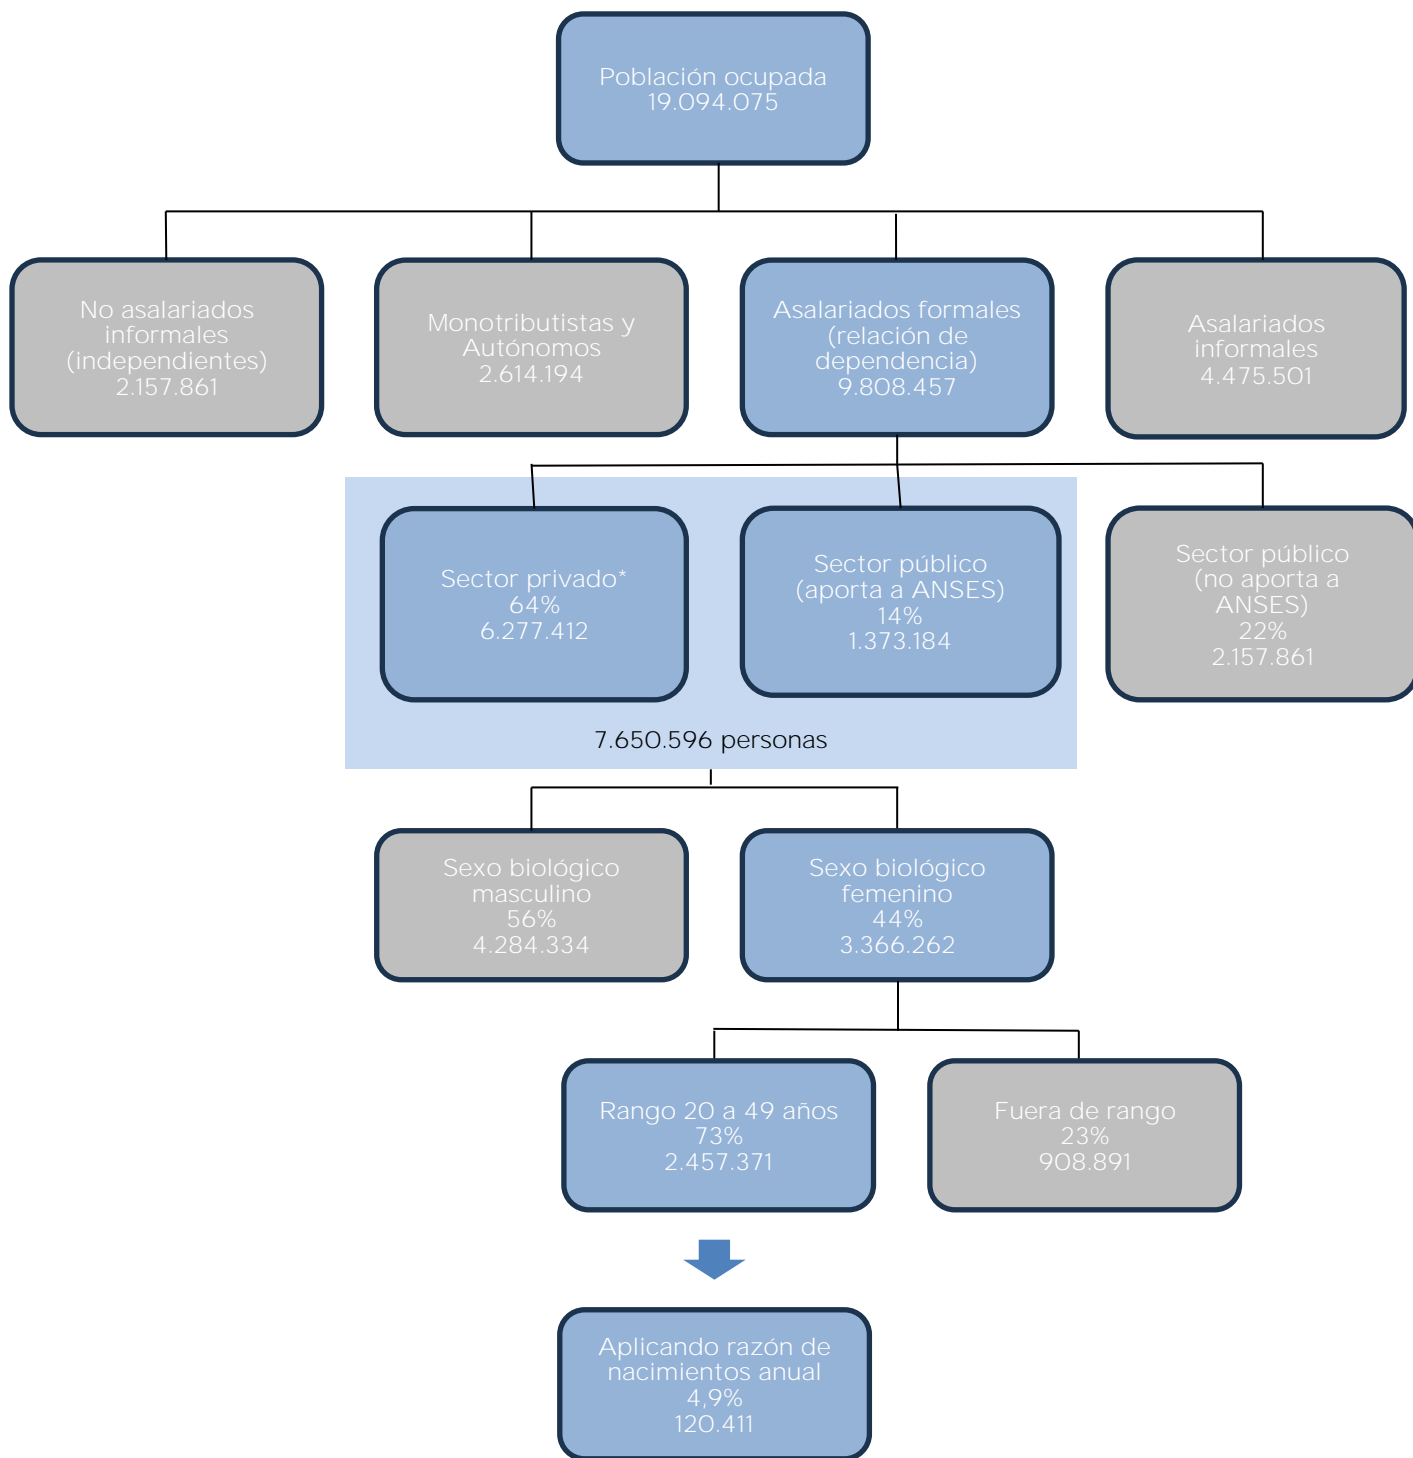 Población ocupada
19.094.075
No asalariados
informales
(independientes)
2.157.861
Monotributistas y
Autónomos
2.614.194
Asalariados formales
(relación de
dependencia)
9.808.457
Asalariados
informales
4.475.501
Sector privado*
64%
6.277.412
Sector público
(aporta a ANSES)
14%
1.373.184
Sector público
(no aporta a
ANSES)
22%
2.157.861
7.650.596 personas
Sexo biológico
masculino
56%
4.284.334
Sexo biológico
femenino
44%
3.366.262
Rango 20 a 49 años
73%
2.457.371
Fuera de rango
23%
908.891
Aplicando razón de
nacimientos anual
4,9%
120.411